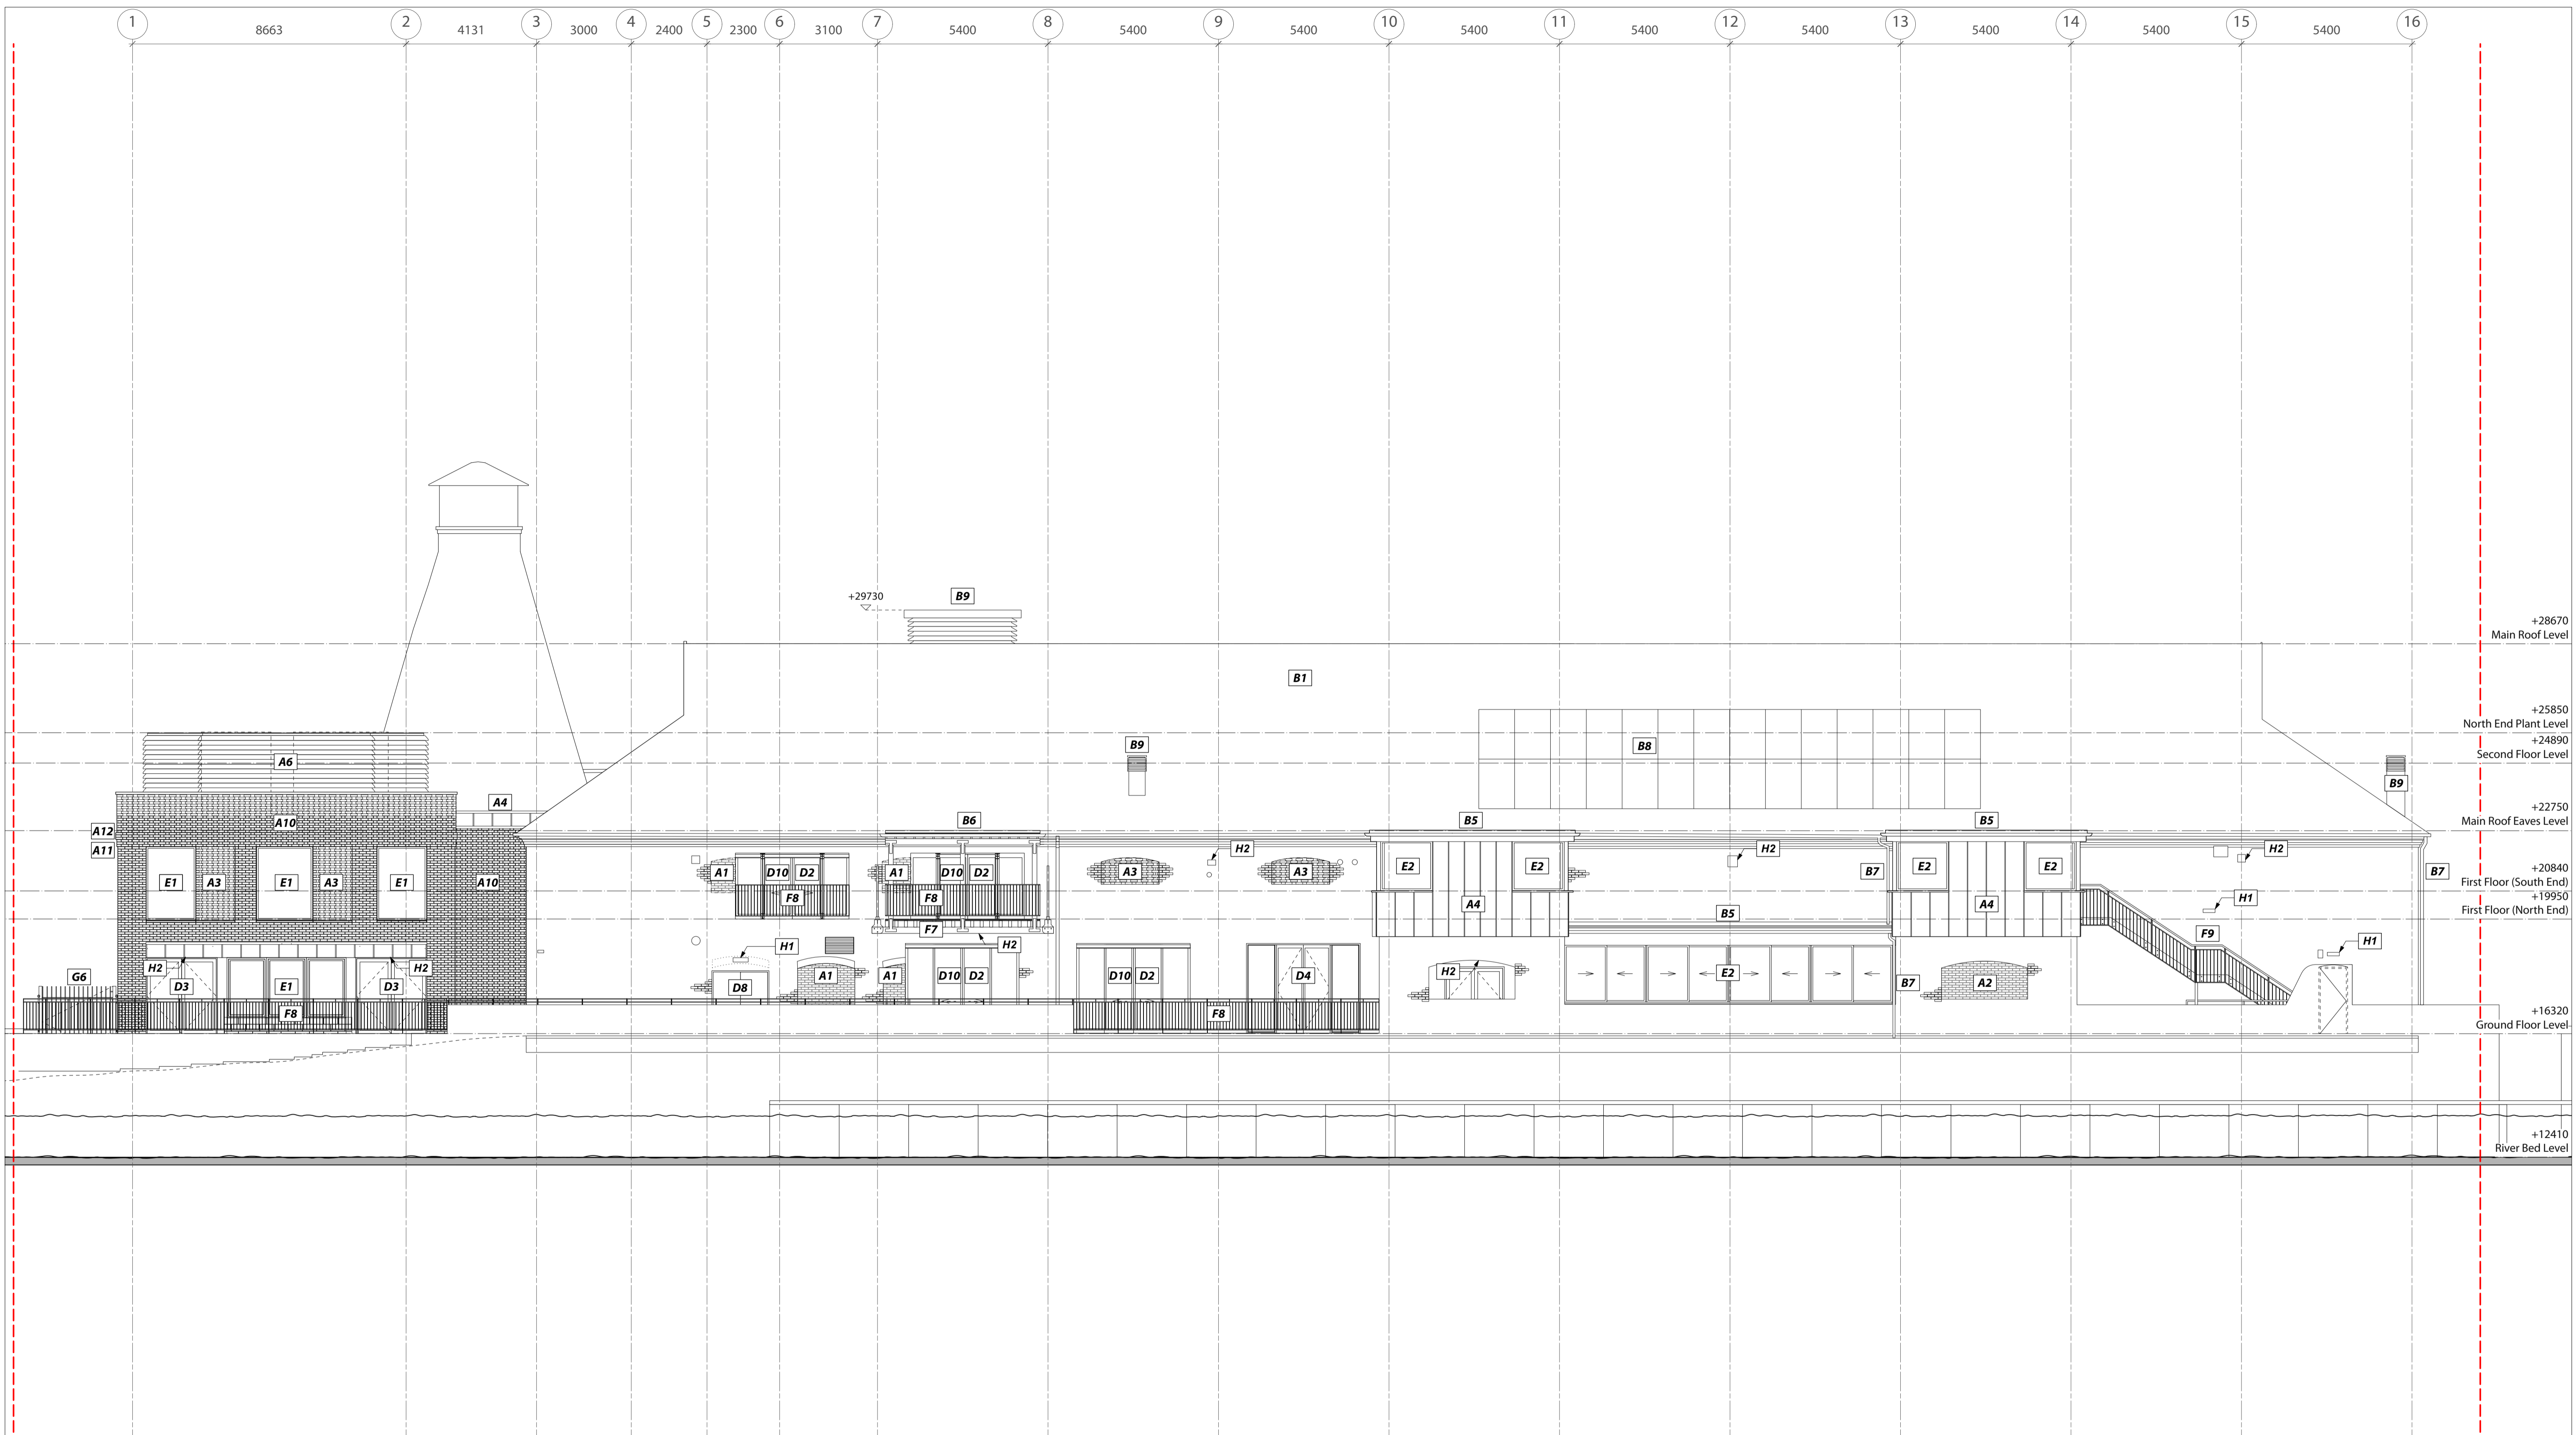 1 2 3 4 5 6 7 8 9 10 11 12 13 14 15 16
8663 4131 3000 2400 2300 3100 5400 5400 5400 5400 5400 5400 5400 5400 5400
+29730
B9
+28670
Main Roof Level
B1
+25850
North End Plant Level
B9
B8
+24890
Second Floor Level
A6
B9
A4
+22750
Main Roof Eaves Level
A10
B6
B5
B5
A12
A11
H2
H2
H2
E1 A3 E1 A3 E1 A10
A1 D10 D2
A1 D10 D2
A3
A3
E2 E2
B7
E2 E2
B7
+20840
First Floor (South End)
F8
F8
H1
A4
A4
+19950
First Floor (North End)
B5
F7
F9
H1
H2
H1
H2
H2
G6
D3
E1
D3
D8
A1
A1
D10 D2
D10 D2
D4
H2
E2
B7
A2
F8
F8
+16320
Ground Floor Level
+12410
River Bed Level